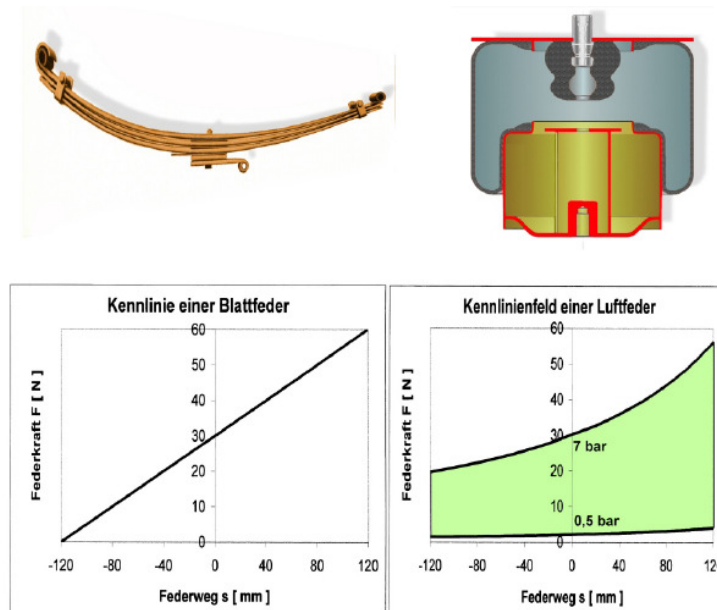 Kennlinie einer Blattfeder
Federkraft F [ N ]
60
50
40
30
20
10
0
-120 -80 -40 0 40 80 120
Federweg s [ mm ]
Kennlinienfeld einer Luftfeder
Federkraft F [ N ]
60
50
40
30
20
10
0
7 bar
0,5 bar
-120 -80 -40 0 40 80 120
Federweg s [ mm ]